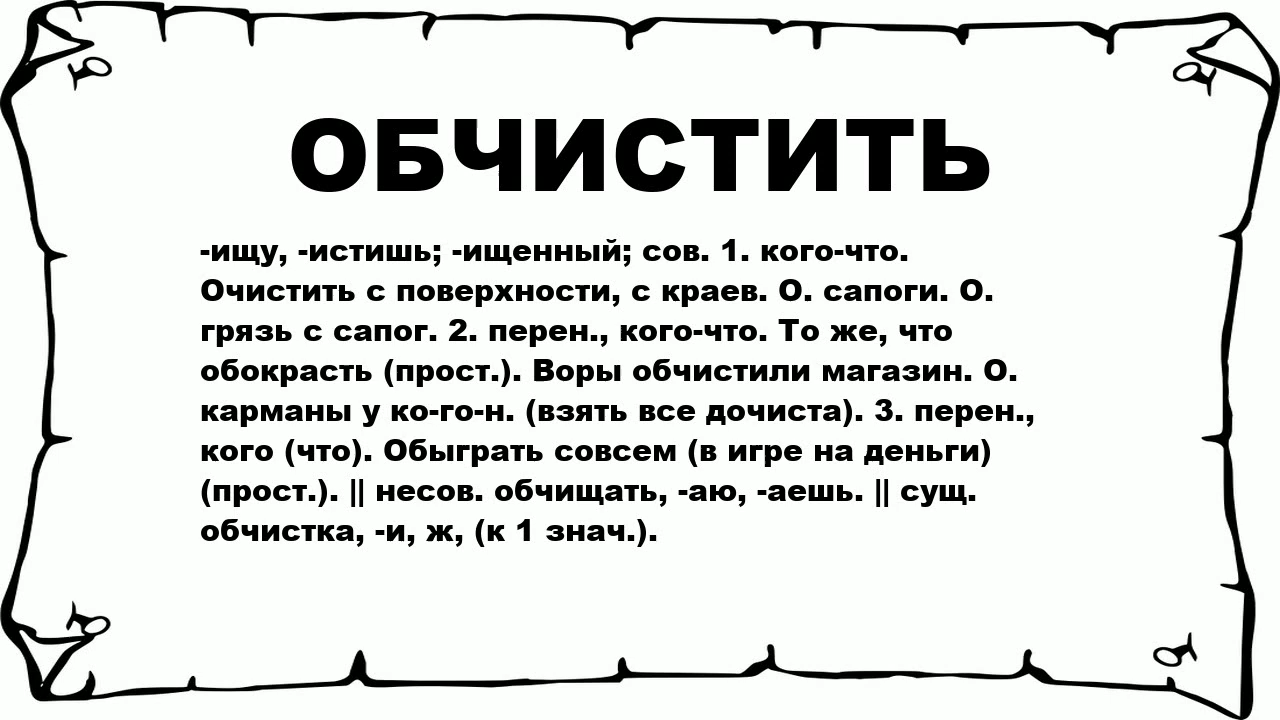 ОБЧИСТИТЬ
-ищу, -истишь; -ищенный; сов. 1. кого-что.
Очистить с поверхности, с краев. О. сапоги. О.
грязь с сапог. 2. перен., кого-что. То же, что
обокрасть (прост.). Воры обчистили магазин. О.
карманы у ко-го-н. (взять все дочиста). 3. перен.,
кого (что). Обыграть совсем (в игре на деньги)
(прост.). || несов. обчищать, -аю, -аешь. || сущ.
обчистка, -и, ж, (к 1 знач.).